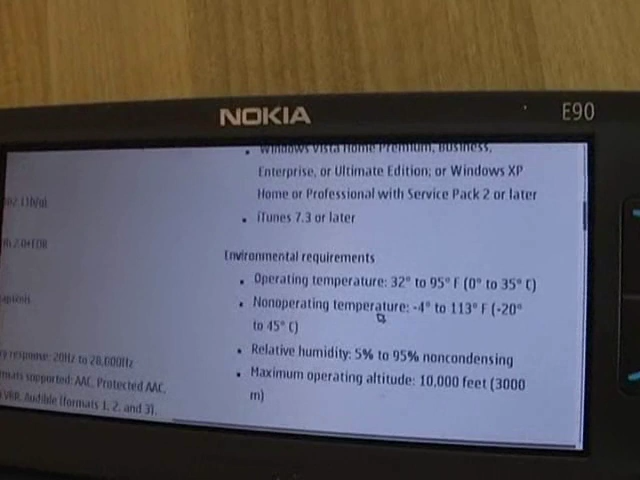 NOKIA
E90
Windows Vista Home Premium, Business,
Enterprise, or Ultimate Edition; or Windows XP
Home or Professional with Service Pack 2 or later
• iTunes 7.3 or later
Environmental requirements
• Operating temperature: 32° to 95° F (0° to 35° C)
• Nonoperating temperature: -4° to 113° F (-20°
to 45° C)
• Relative humidity: 5% to 95% noncondensing
• Maximum operating altitude: 10,000 feet (3000
m)
response: 20Hz to 20,000Hz
supported: AAC, Protected AAC,
VBR, Audible (formats 1, 2, and 3),